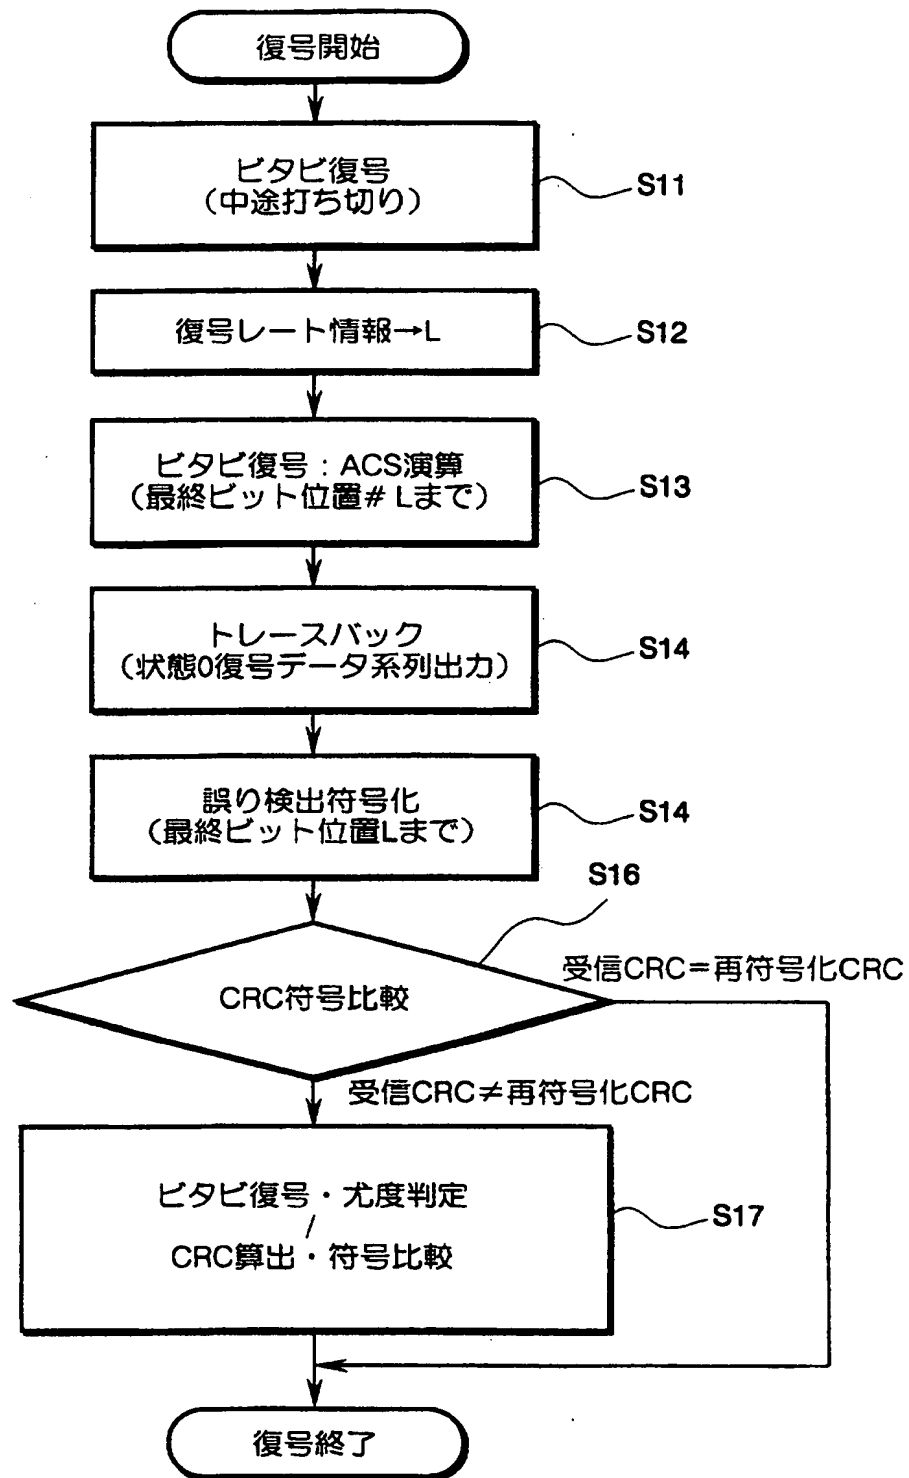 復号開始
ビタビ復号
(中途打ち切り)
S11
復号レート情報→L
S12
ビタビ復号:ACS演算
(最終ビット位置#Lまで)
S13
トレースバック
(状態0復号データ系列出力)
S14
誤り検出符号化
(最終ビット位置Lまで)
S14
S16
受信CRC=再符号化CRC
CRC符号比較
受信CRC≠再符号化CRC
ビタビ復号・尤度判定
/
CRC算出・符号比較
S17
復号終了